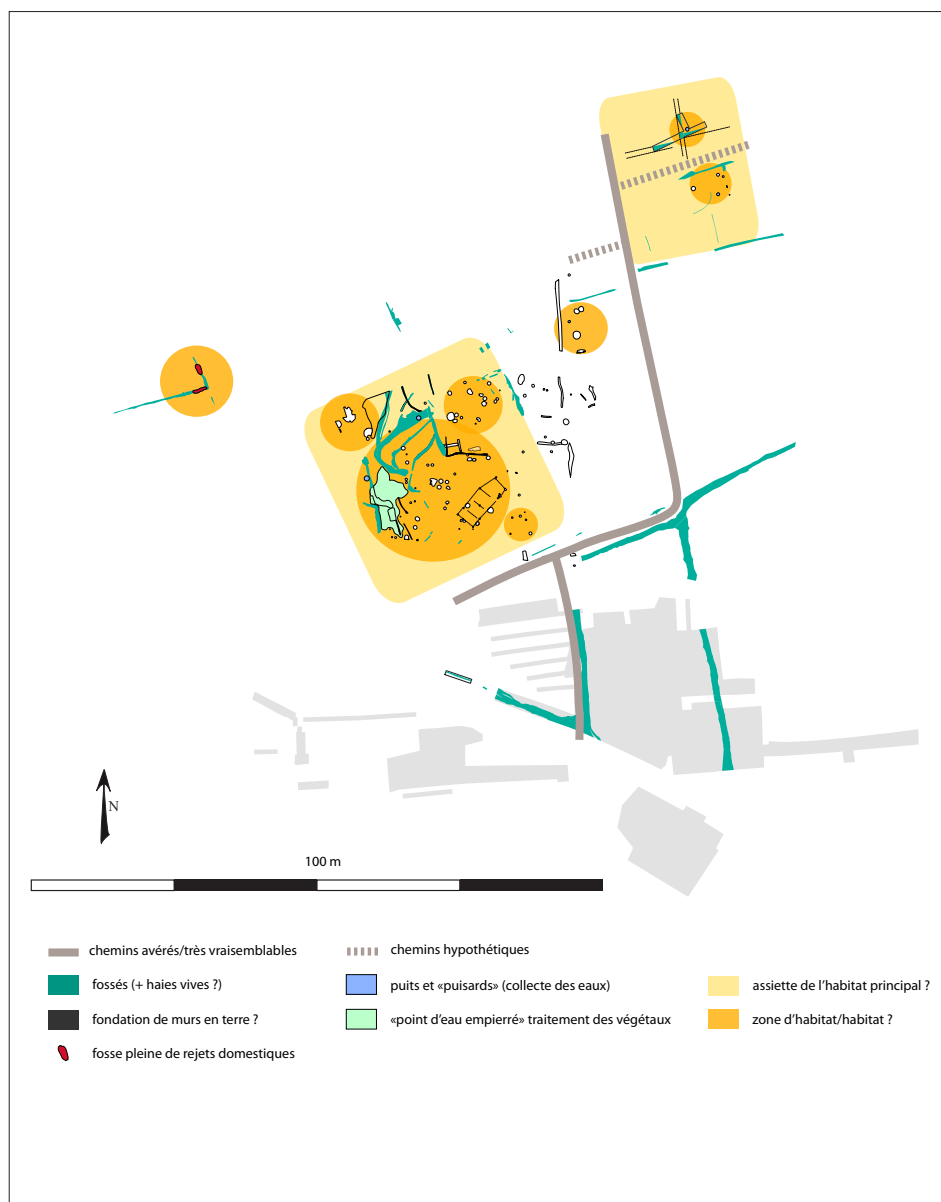 N
100 m
chemins avérés/très vraisemblables
chemins hypothétiques
fossés (+ haies vives ?)
puits et «puisards» (collecte des eaux)
assiette de l'habitat principal ?
fondation de murs en terre ?
«point d'eau empierré» traitement des végétaux
zone d'habitat/habitat ?
fosse pleine de rejets domestiques